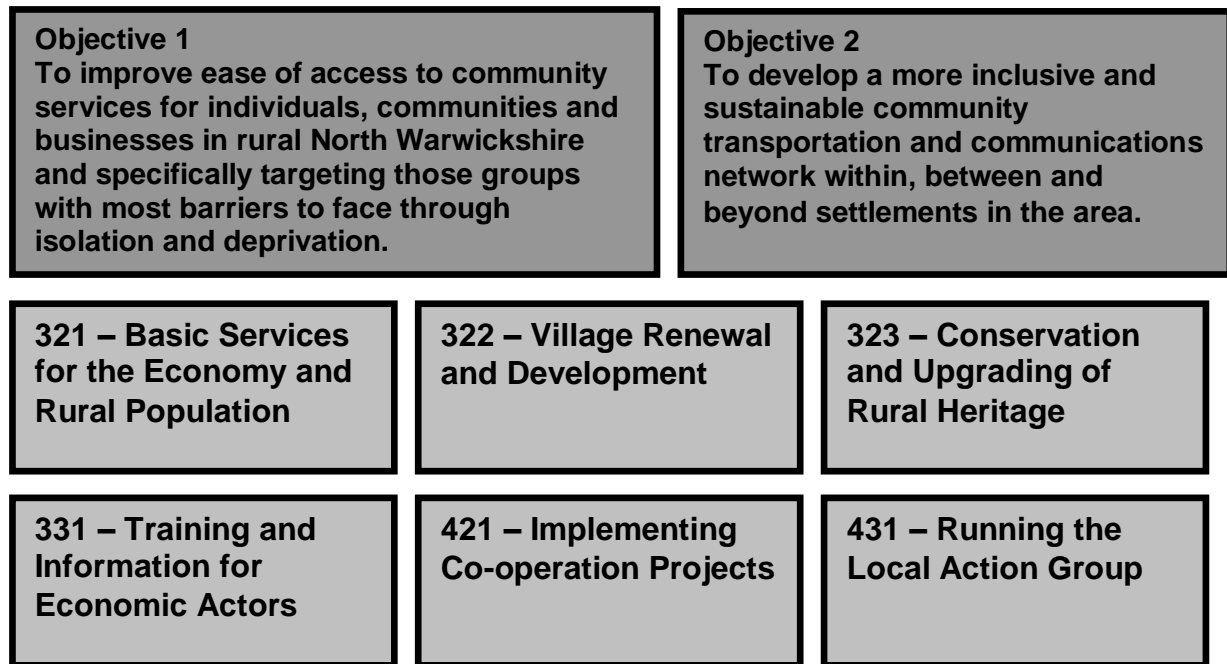 Objective 1
To improve ease of access to community
services for individuals, communities and
businesses in rural North Warwickshire
and specifically targeting those groups
with most barriers to face through
isolation and deprivation.
Objective 2
To develop a more inclusive and
sustainable community
transportation and communications
network within, between and
beyond settlements in the area.
321 – Basic Services
for the Economy and
Rural Population
322 – Village Renewal
and Development
323 – Conservation
and Upgrading of
Rural Heritage
331 – Training and
Information for
Economic Actors
421 – Implementing
Co-operation Projects
431 – Running the
Local Action Group